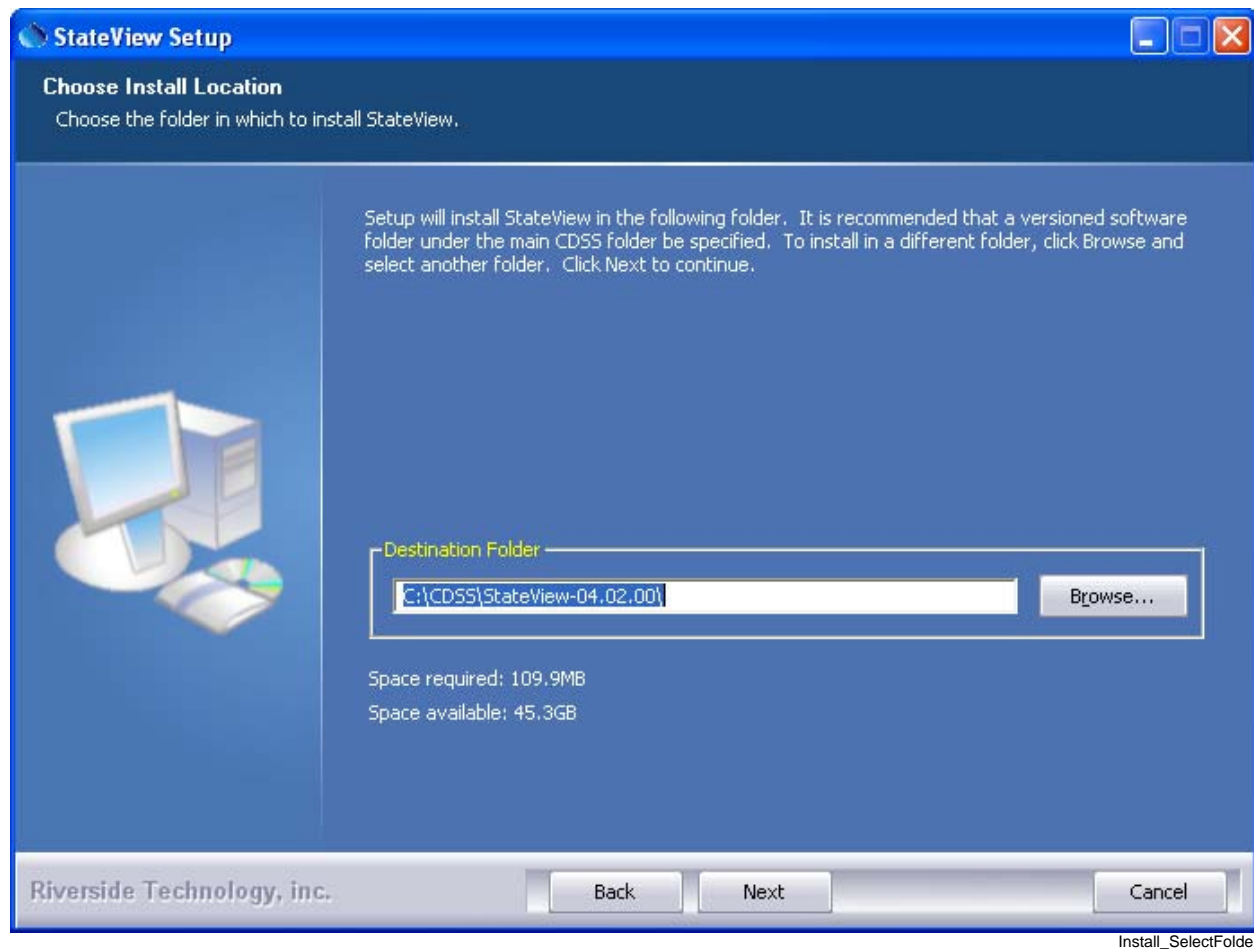 StateView Setup
Choose Install Location
Choose the folder in which to install StateView.
Setup will install StateView in the following folder.  It is recommended that a versioned software
folder under the main CDSS folder be specified.  To install in a different folder, click Browse and
select another folder.  Click Next to continue.
Destination Folder
C:\CDSS\StateView-04.02.00\
Browse...
Space required: 109.9MB
Space available: 45.3GB
Riverside Technology, inc.
Back
Next
Cancel
Install_SelectFolde